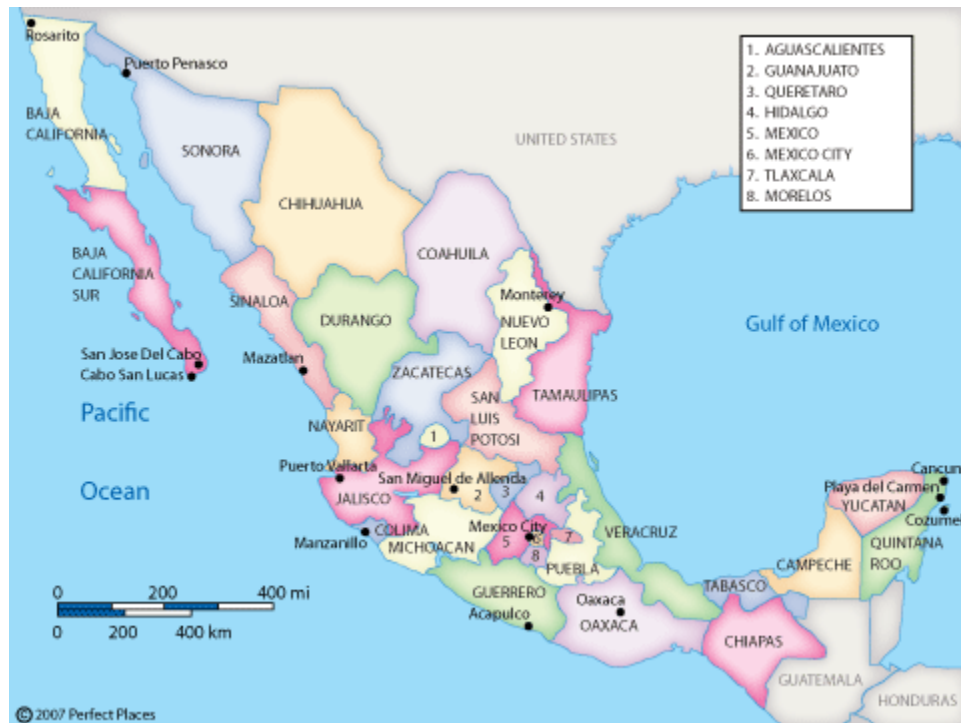 Rosarito
Puerto Penasco
1. AGUASCALIENTES
2. GUANAJUATO
3. QUERETARO
4. HIDALGO
5. MEXICO
6. MEXICO CITY
7. TLAXCALA
8. MORELOS
BAJA
CALIFORNIA
SONORA
UNITED STATES
CHIHUAHUA
COAHUILA
BAJA
CALIFORNIA
SUR
SINALOA
DURANGO
Monterey
NUEVO
LEON
Gulf of Mexico
San Jose Del Cabo
Cabo San Lucas
Mazatlan
ZACATECAS
SAN
LUIS
POTOSI
TAMAULIPAS
Pacific
Ocean
NAYARIT
1
Puerto Vallarta
San Miguel de Allenda
JALISCO
2
3
4
Cancun
Playa del Carmen
YUCATAN
Cozumel
Manzanillo
COLIMA
MICHOACAN
Mexico City
5
6
7
8
VERACRUZ
PUEBLA
QUINTANA
ROO
CAMPECHE
TABASCO
GUERRERO
Acapulco
Oaxaca
OAXACA
CHIAPAS
GUATEMALA
HONDURAS
0 200 400 mi
0 200 400 km
© 2007 Perfect Places